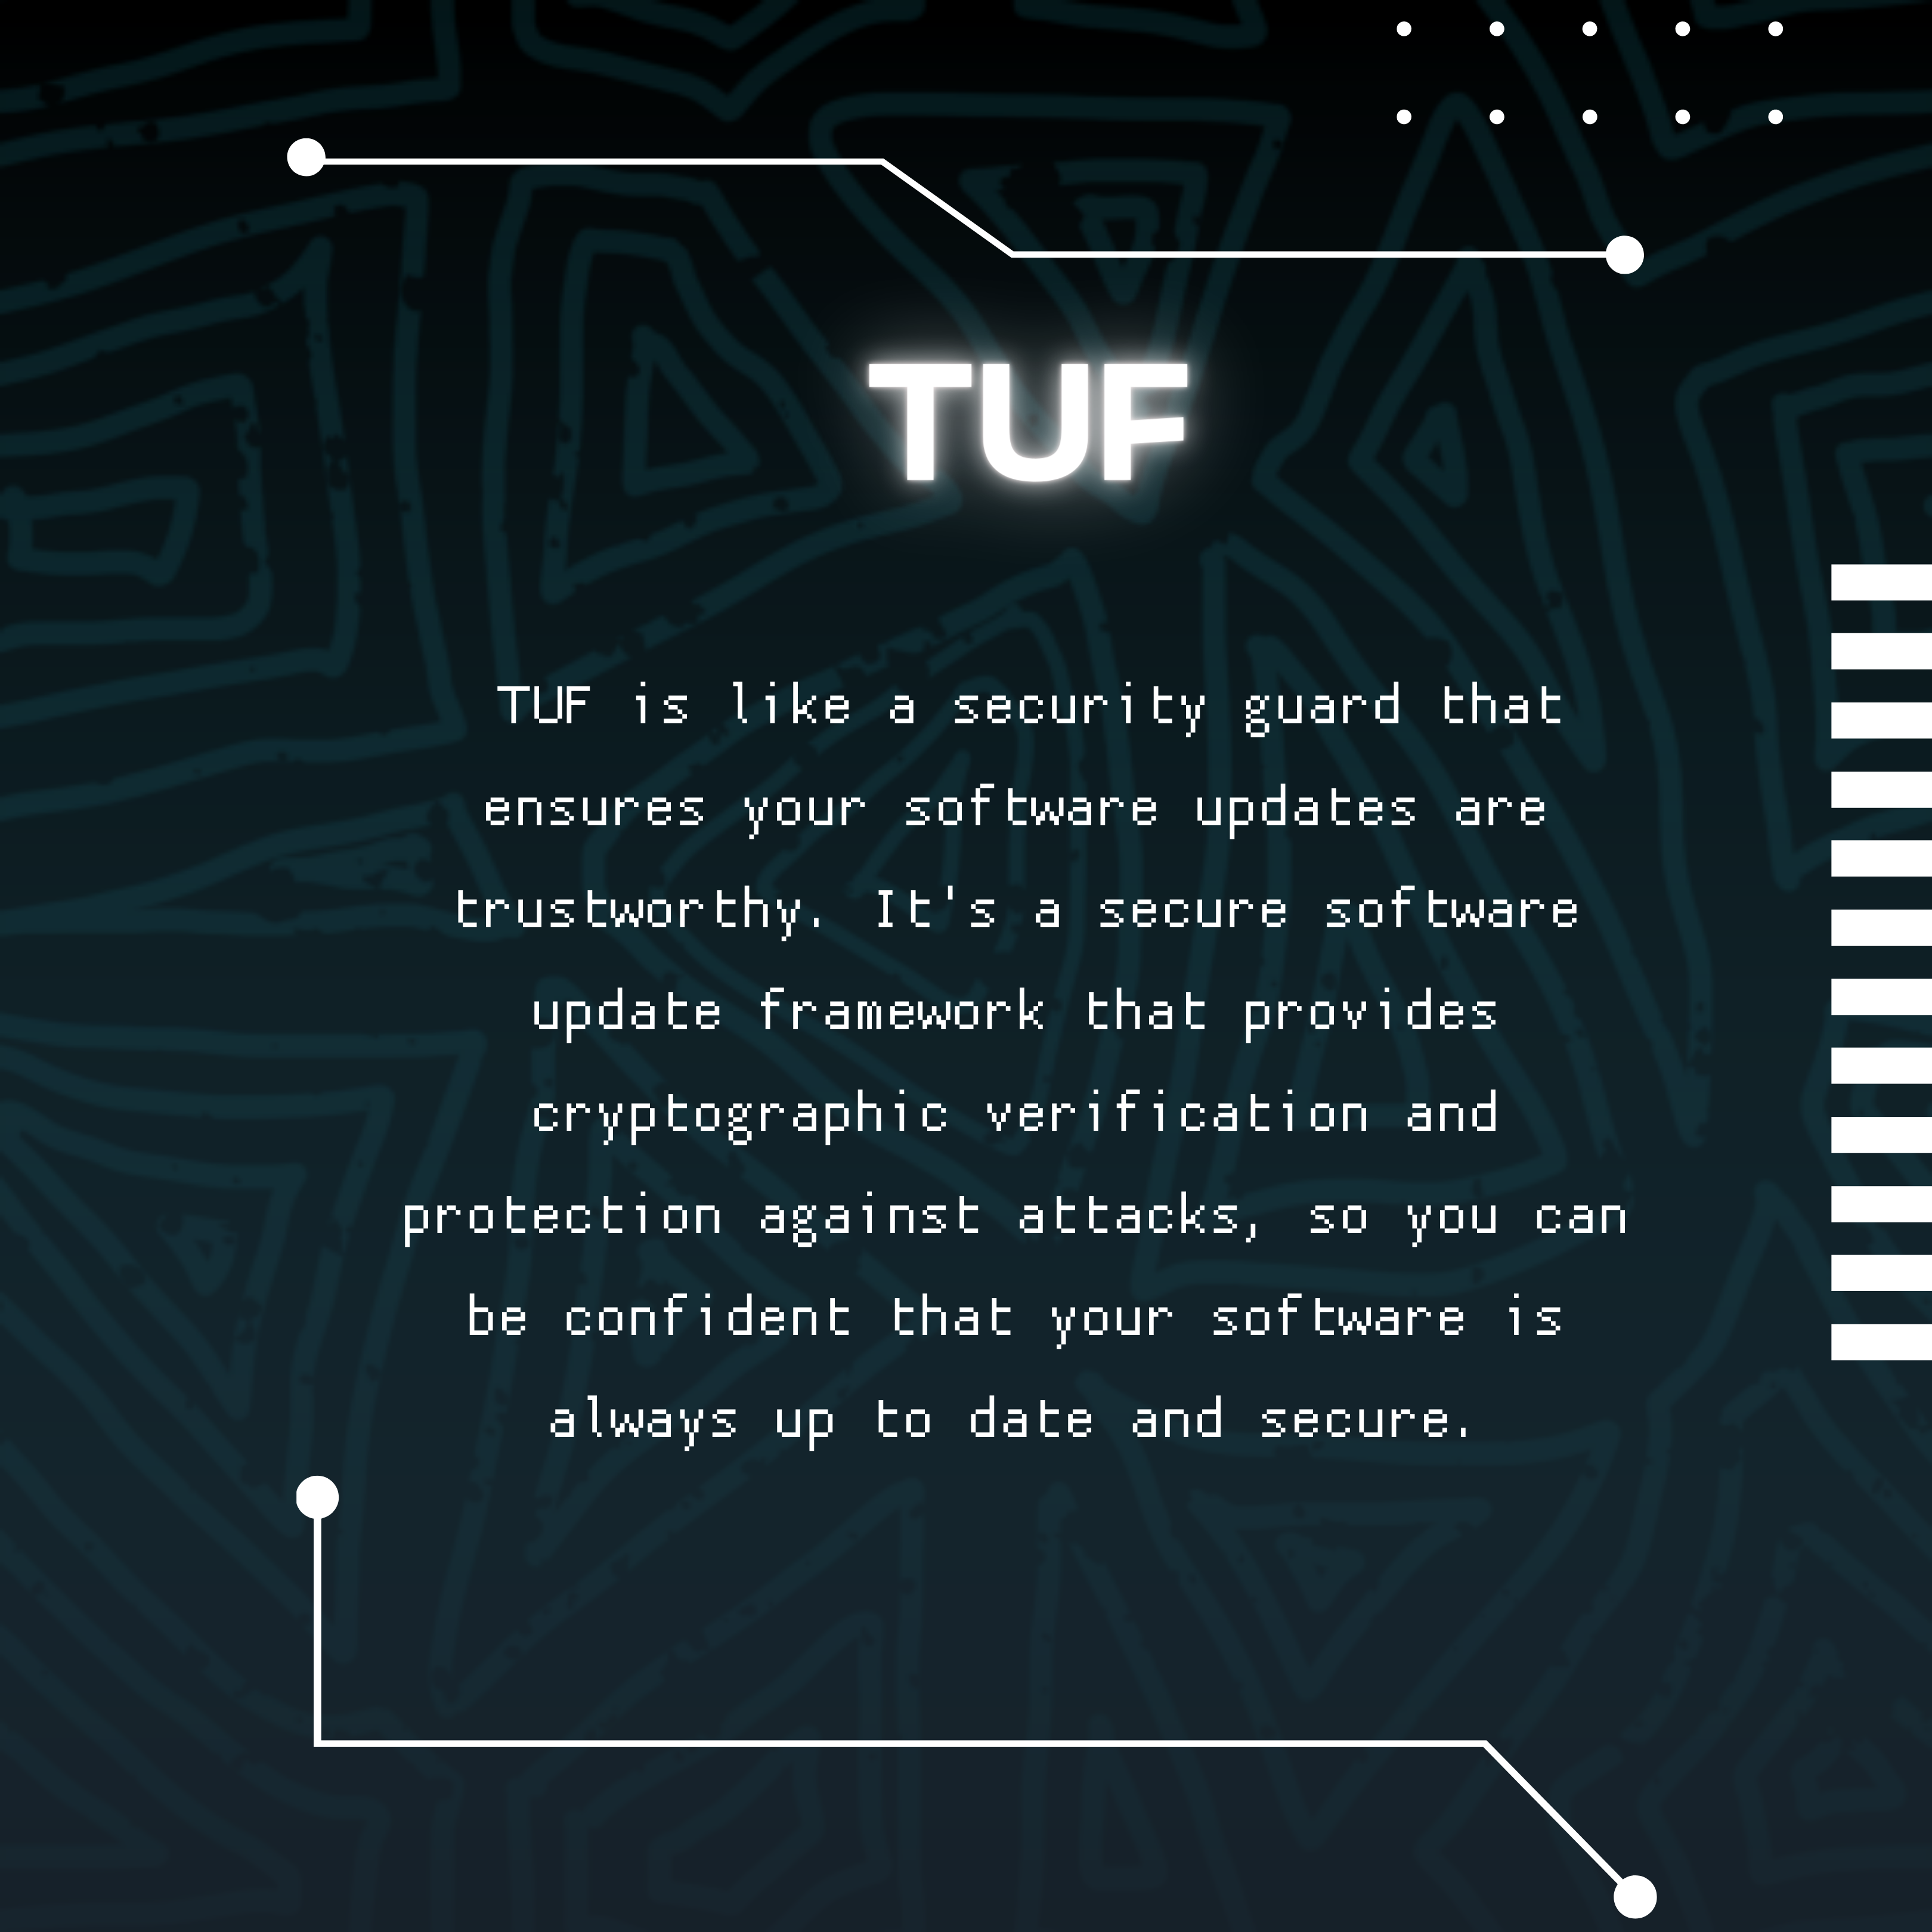 TUF
TUF is like a security guard that
ensures your software updates are
trustworthy. It's a secure software
update framework that provides
cryptographic verification and
protection against attacks, so you can
be confident that your software is
always up to date and secure.